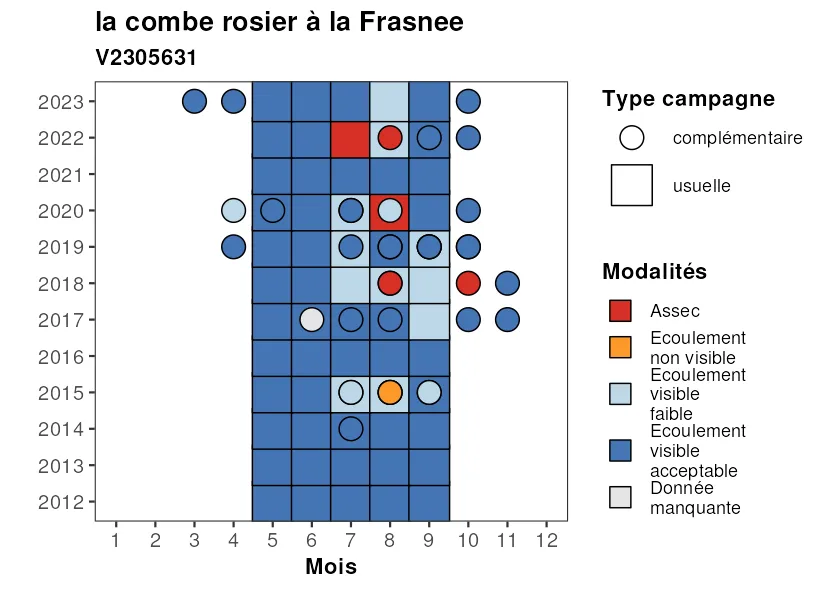 la combe rosier à la Frasnee
V2305631
2023
2022
2021
2020
2019
2018
2017
2016
2015
2014
2013
2012
1 2 3 4 5 6 7 8 9 10 11 12
Mois
Type campagne
complémentaire
usuelle
Modalités
Assec
Ecoulement
non visible
Ecoulement
visible
faible
Ecoulement
visible
acceptable
Donnée
manquante